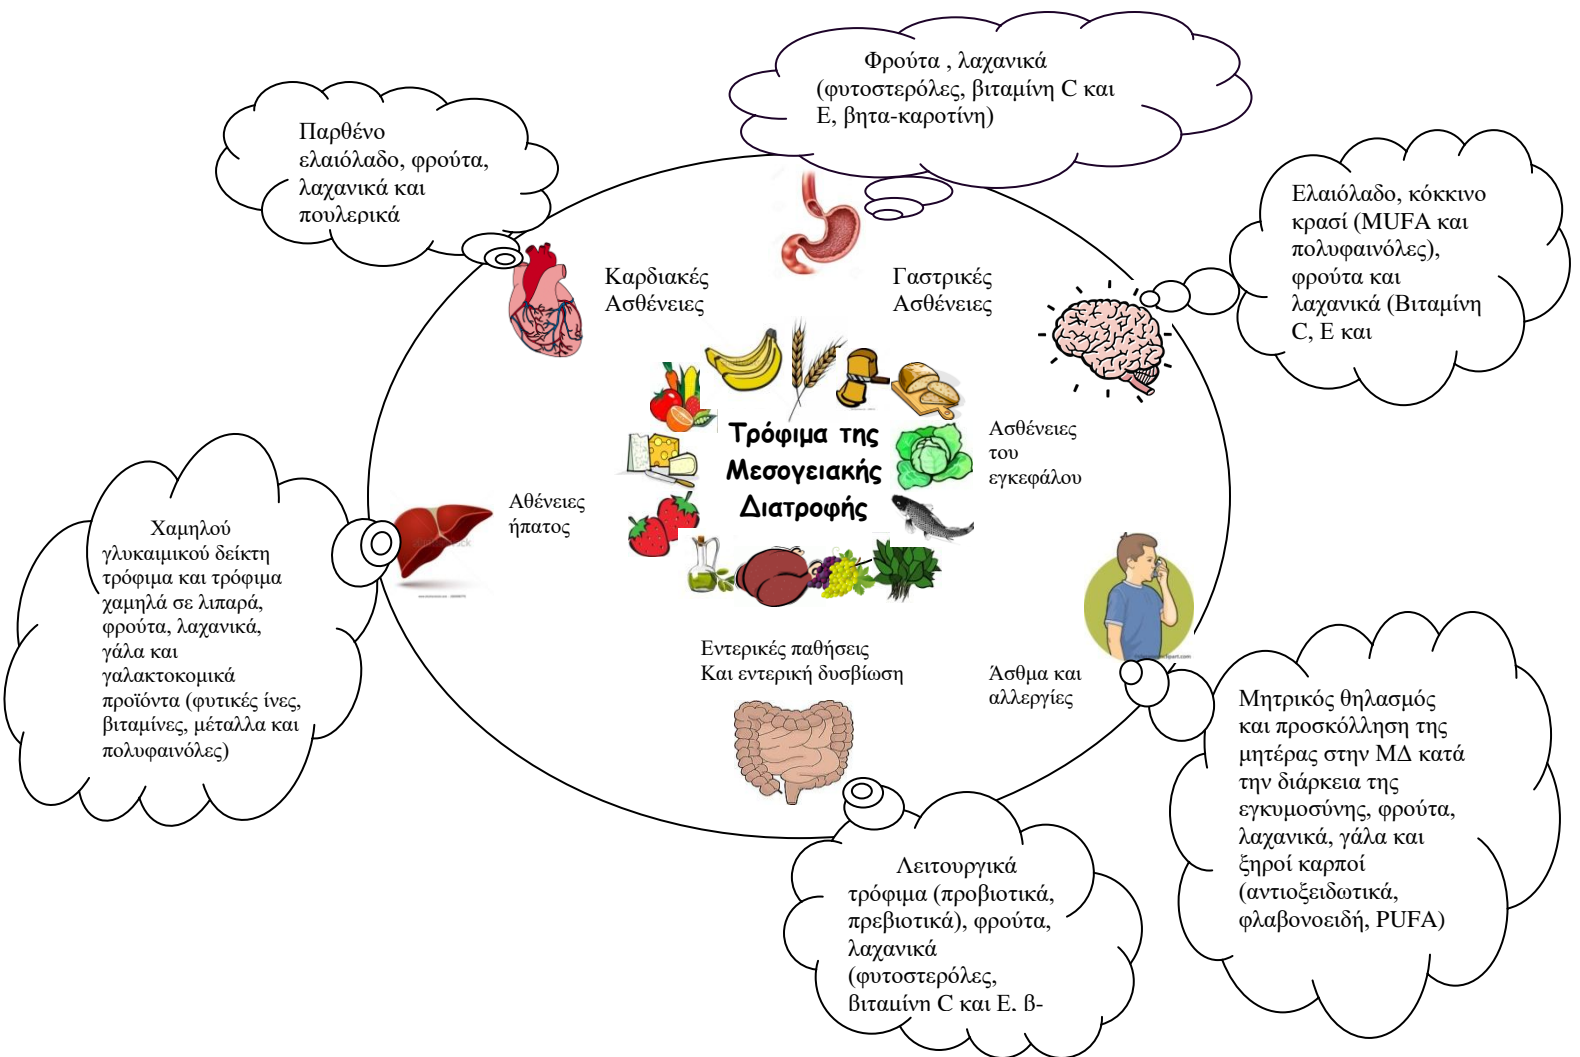 Φρούτα , λαχανικά
(φυτοστερόλες, βιταμίνη C και
Ε, βητα-καροτίνη)
Παρθένο
ελαιόλαδο, φρούτα,
λαχανικά και
πουλερικά
Ελαιόλαδο, κόκκινο
κρασί (MUFA και
πολυφαινόλες),
φρούτα και
λαχανικά (Βιταμίνη
C, E και
Καρδιακές
Ασθένειες
Γαστρικές
Ασθένειες
Τρόφιμα της
Μεσογειακής
Διατροφής
Ασθένειες
του
εγκεφάλου
Αθένειες
ήπατος
Χαμηλού
γλυκαιμικού δείκτη
τρόφιμα και τρόφιμα
χαμηλά σε λιπαρά,
φρούτα, λαχανικά,
γάλα και
γαλακτοκομικά
προϊόντα (φυτικές ίνες,
βιταμίνες, μέταλλα και
πολυφαινόλες)
Εντερικές παθήσεις
Και εντερική δυσβίωση
Άσθμα και
αλλεργίες
Μητρικός θηλασμός
και προσκόλληση της
μητέρας στην ΜΔ κατά
την διάρκεια της
εγκυμοσύνης, φρούτα,
λαχανικά, γάλα και
ξηροί καρποί
(αντιοξειδωτικά,
φλαβονοειδή, PUFA)
Λειτουργικά
τρόφιμα (προβιοτικά,
πρεβιοτικά), φρούτα,
λαχανικά
(φυτοστερόλες,
βιταμίνη C και Ε, β-